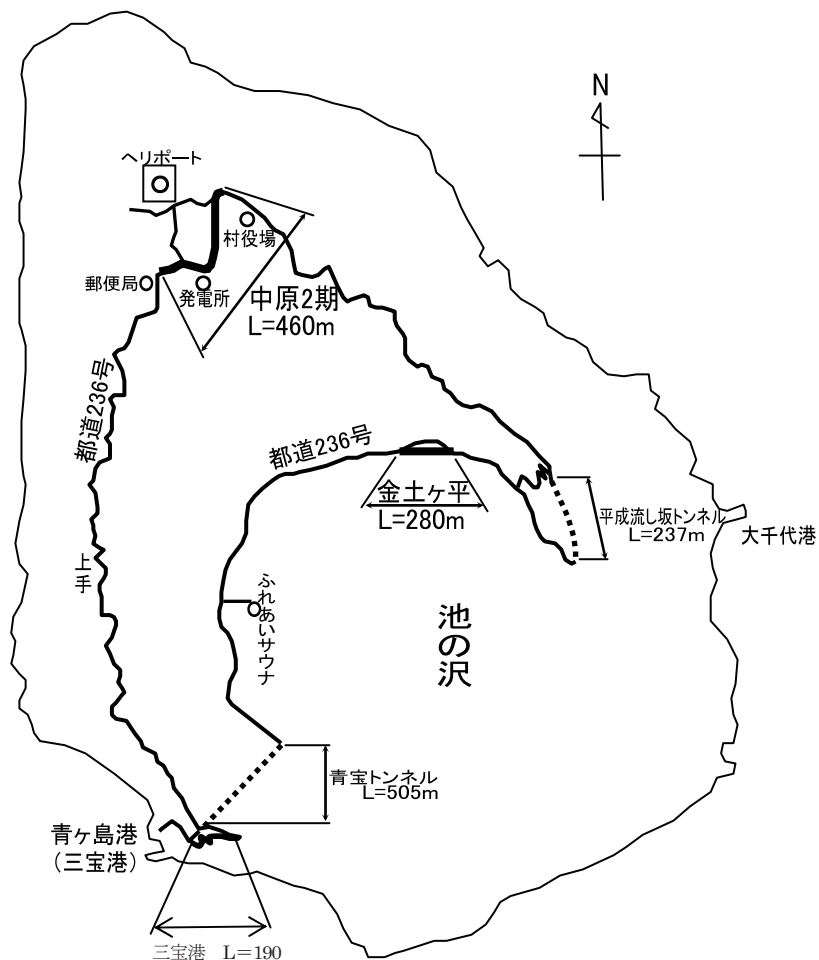 N
ヘリポート
村役場
郵便局
発電所
中原2期
L=460m
都道236号
都道236号
金土ヶ平
L=280m
平成流し坂トンネル
L=237m
大千代港
上手
ふれあいサウナ
池の沢
青宝トンネル
L=505m
青ヶ島港
(三宝港)
三宝港 L=190